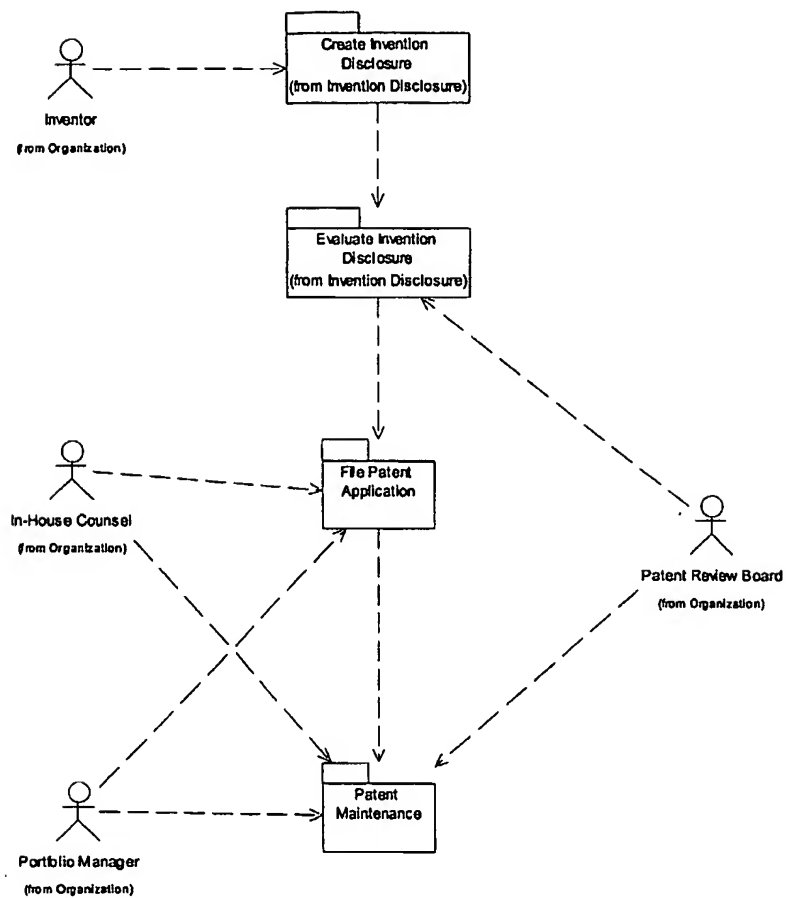 Create Invention
Disclosure
(from Invention Disclosure)
Inventor
(from Organization)
Evaluate Invention
Disclosure
(from Invention Disclosure)
File Patent
Application
In-House Counsel
(from Organization)
Patent Review Board
(from Organization)
Patent
Maintenance
Portfolio Manager
(from Organization)